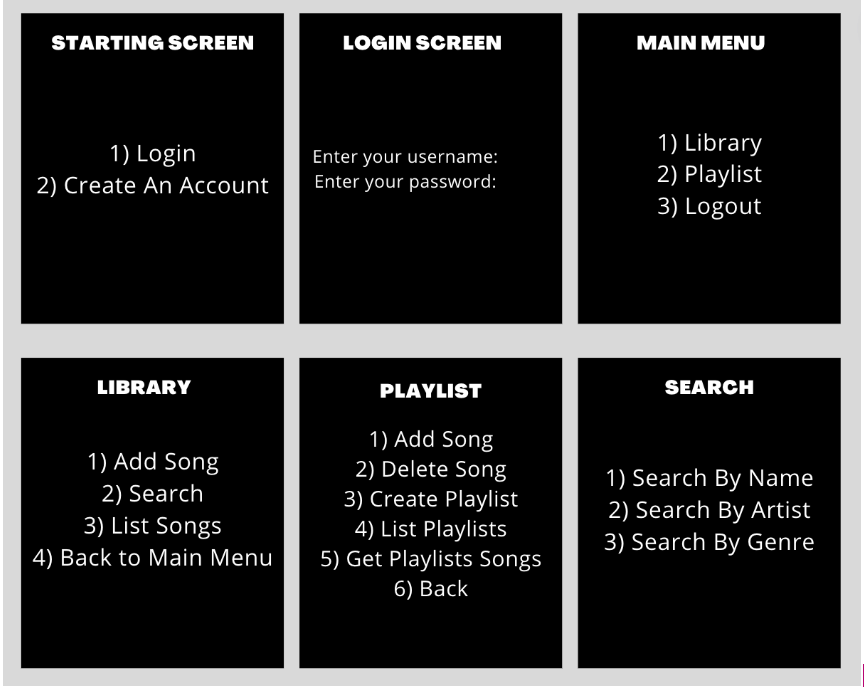 STARTING SCREEN
1) Login
2) Create An Account
LOGIN SCREEN
Enter your username:
Enter your password:
MAIN MENU
1) Library
2) Playlist
3) Logout
LIBRARY
1) Add Song
2) Search
3) List Songs
4) Back to Main Menu
PLAYLIST
1) Add Song
2) Delete Song
3) Create Playlist
4) List Playlists
5) Get Playlists Songs
6) Back
SEARCH
1) Search By Name
2) Search By Artist
3) Search By Genre